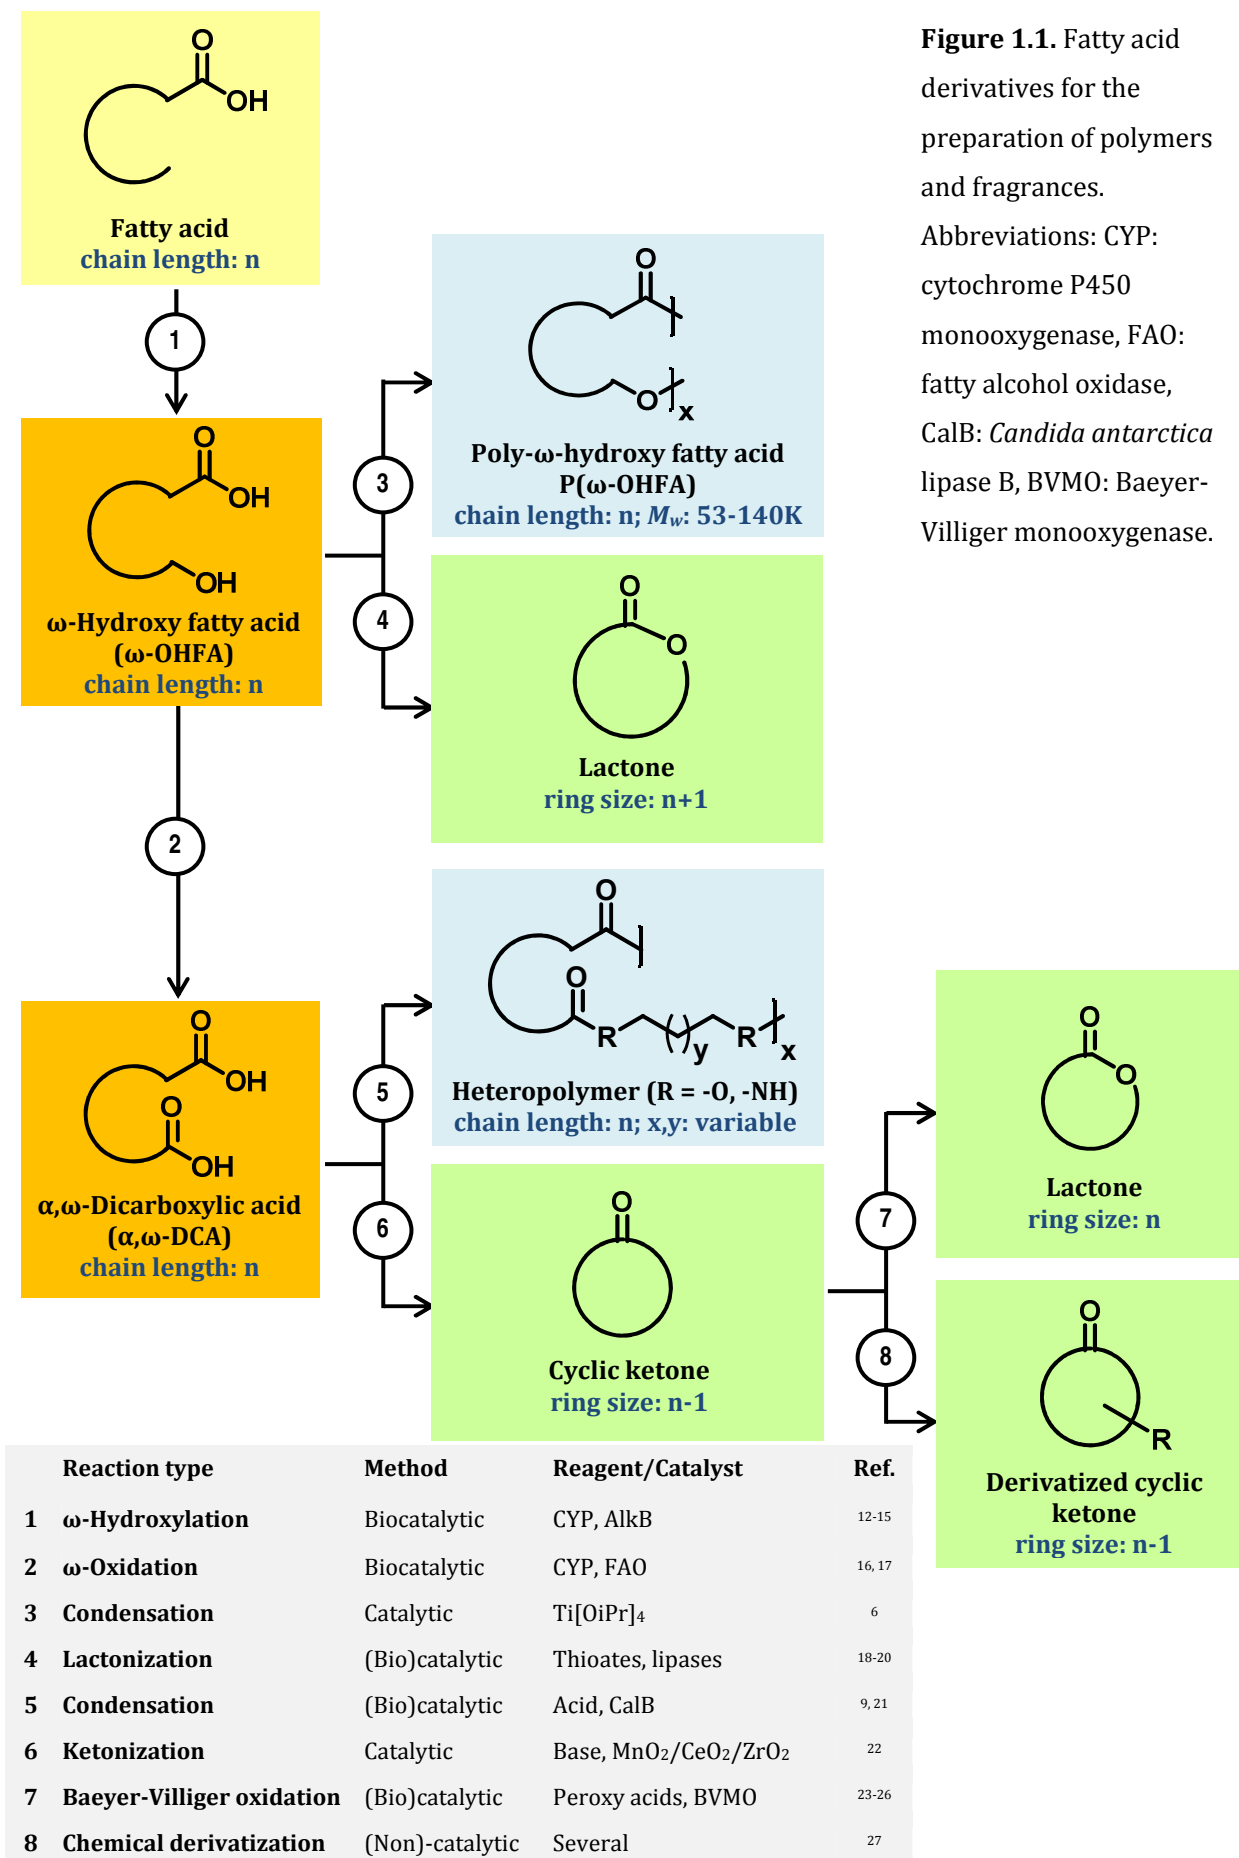 Figure 1.1. Fatty acid
derivatives for the
preparation of polymers
and fragrances.
Abbreviations: CYP:
cytochrome P450
monooxygenase, FAO:
fatty alcohol oxidase,
CalB: Candida antarctica
lipase B, BVMO: Baeyer-
Villiger monooxygenase.
O
OH
Fatty acid
chain length: n
1
O
OH
OH
ω-Hydroxy fatty acid
(ω-OHFA)
chain length: n
3
O
O
x
Poly-ω-hydroxy fatty acid
P(ω-OHFA)
chain length: n; Mw: 53-140K
4
O
O
Lactone
ring size: n+1
2
O
OH
O
OH
α,ω-Dicarboxylic acid
(α,ω-DCA)
chain length: n
5
O
O
R
y
R
x
Heteropolymer (R = -O, -NH)
chain length: n; x,y: variable
6
O
Cyclic ketone
ring size: n-1
7
O
O
Lactone
ring size: n
8
O
R
Derivatized cyclic
ketone
ring size: n-1
Reaction type Method Reagent/Catalyst Ref.
1 ω-Hydroxylation Biocatalytic CYP, AlkB 12-15
2 ω-Oxidation Biocatalytic CYP, FAO 16, 17
3 Condensation Catalytic Ti[OiPr]4 6
4 Lactonization (Bio)catalytic Thioates, lipases 18-20
5 Condensation (Bio)catalytic Acid, CalB 9, 21
6 Ketonization Catalytic Base, MnO2/CeO2/ZrO2 22
7 Baeyer-Villiger oxidation (Bio)catalytic Peroxy acids, BVMO 23-26
8 Chemical derivatization (Non)-catalytic Several 27